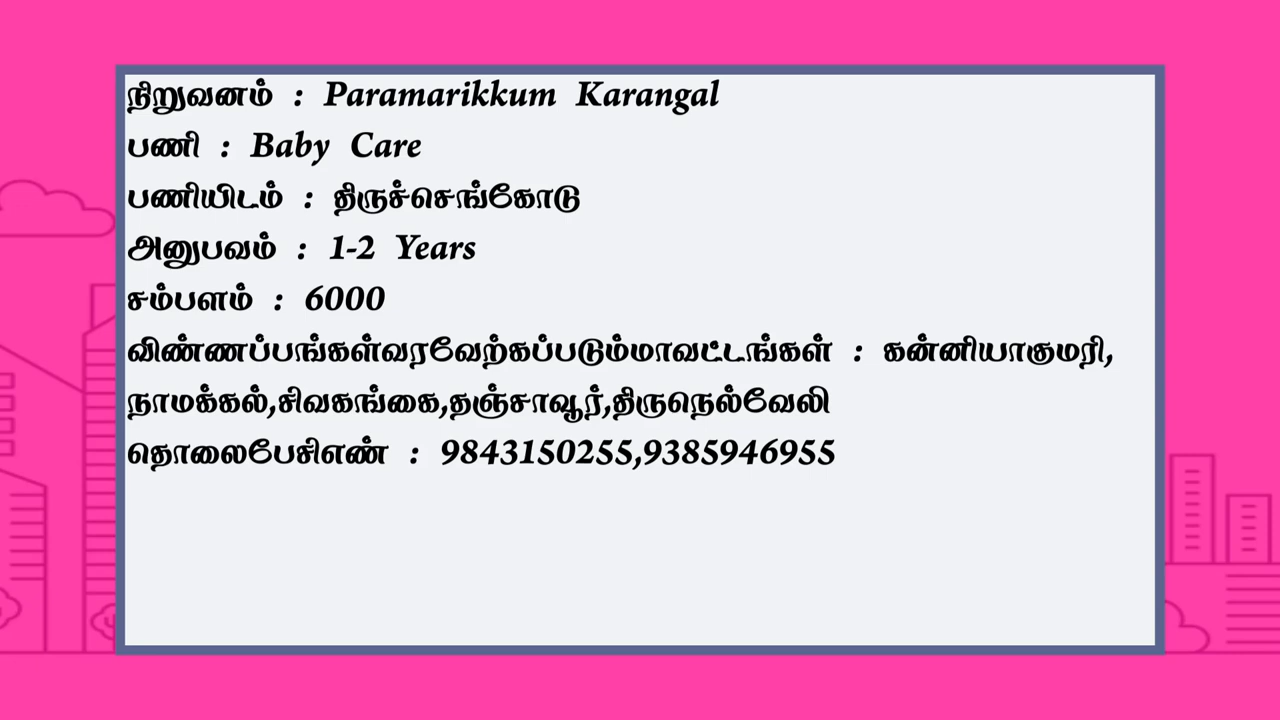 நிறுவனம் : Paramarikkum Karangal
பணி : Baby Care
பணியிடம் : திருச்செங்கோடு
அனுபவம் : 1-2 Years
சம்பளம் : 6000
விண்ணப்பங்கள்வரவேற்கப்படும்மாவட்டங்கள் : கன்னியாகுமரி,
நாமக்கல்,சிவகங்கை,தஞ்சாவூர்,திருநெல்வேலி
தொலைபேசிஎண் : 9843150255,9385946955